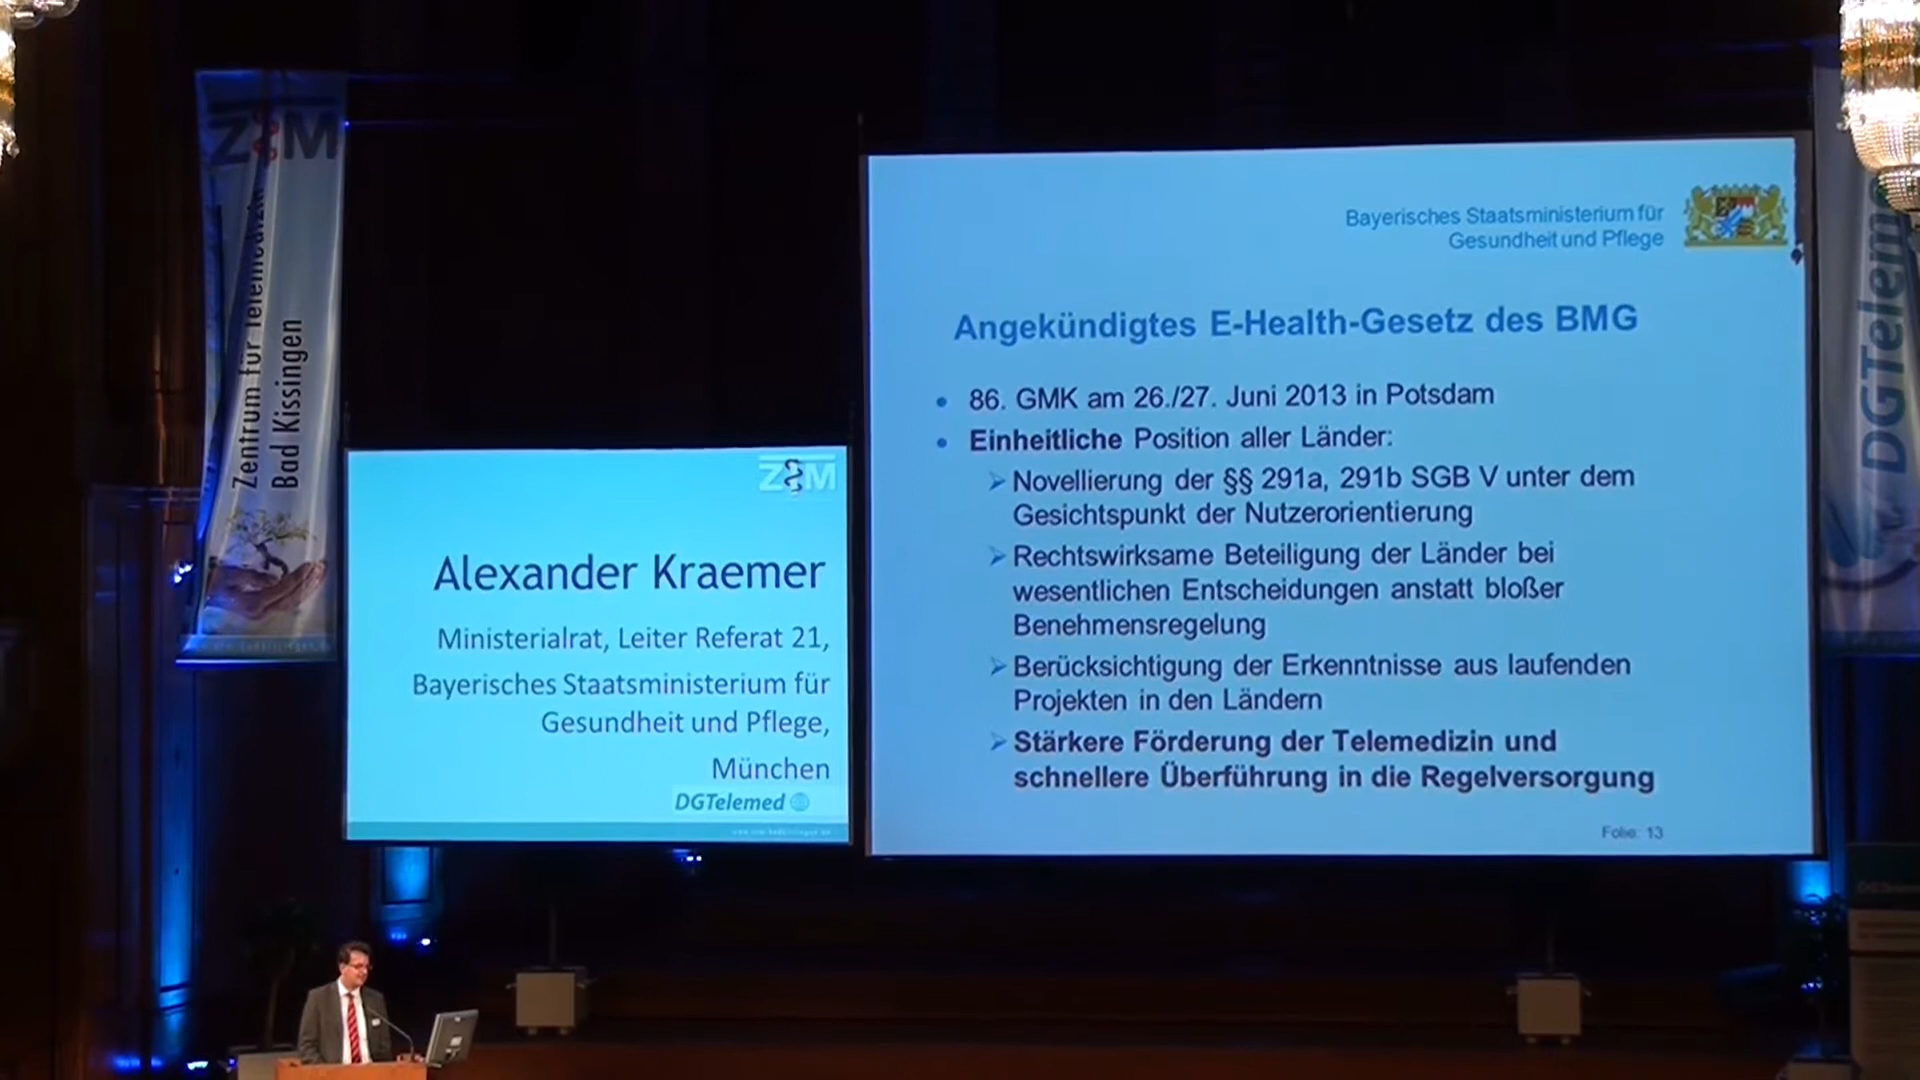 ZTM
Zentrum für Telemedizin
Bad Kissingen
ZTM
Alexander Kraemer
Ministerialrat, Leiter Referat 21,
Bayerisches Staatsministerium für
Gesundheit und Pflege,
München
DGTelemed
Bayerisches Staatsministerium für
Gesundheit und Pflege
Angekündigtes E-Health-Gesetz des BMG
• 86. GMK am 26./27. Juni 2013 in Potsdam
• Einheitliche Position aller Länder:
➢ Novellierung der §§ 291a, 291b SGB V unter dem
Gesichtspunkt der Nutzerorientierung
➢ Rechtswirksame Beteiligung der Länder bei
wesentlichen Entscheidungen anstatt bloßer
Benehmensregelung
➢ Berücksichtigung der Erkenntnisse aus laufenden
Projekten in den Ländern
➢ Stärkere Förderung der Telemedizin und
schnellere Überführung in die Regelversorgung
Folie: 13
DGTeleme